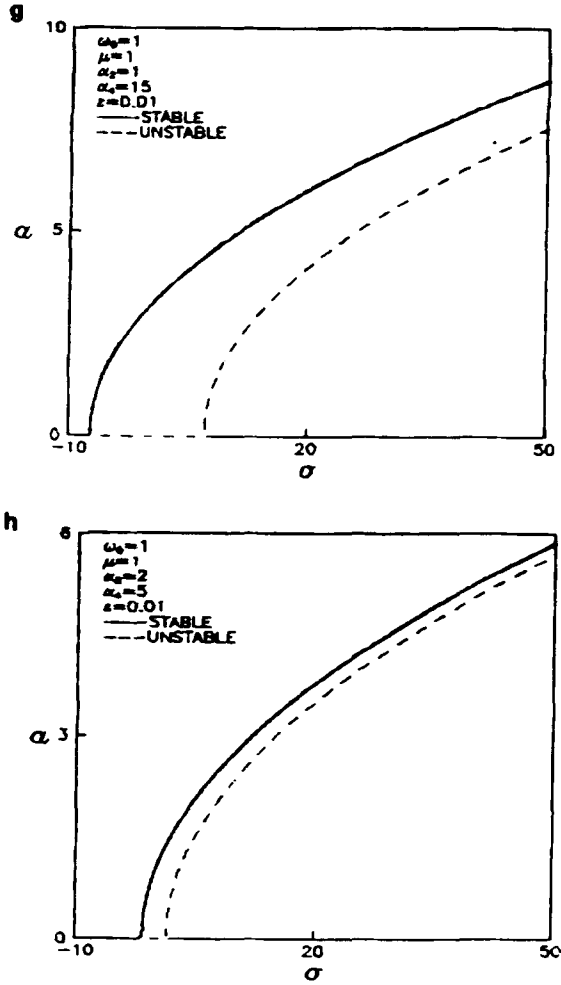 g
10
ω₀=1
μ=1
α₂=1
α₄=15
ε=0.01
STABLE
UNSTABLE
α
5
0
-10
20
50
σ
h
6
ω₀=1
μ=1
α₂=2
α₄=5
ε=0.01
STABLE
UNSTABLE
a
3
0
-10
20
50
σ